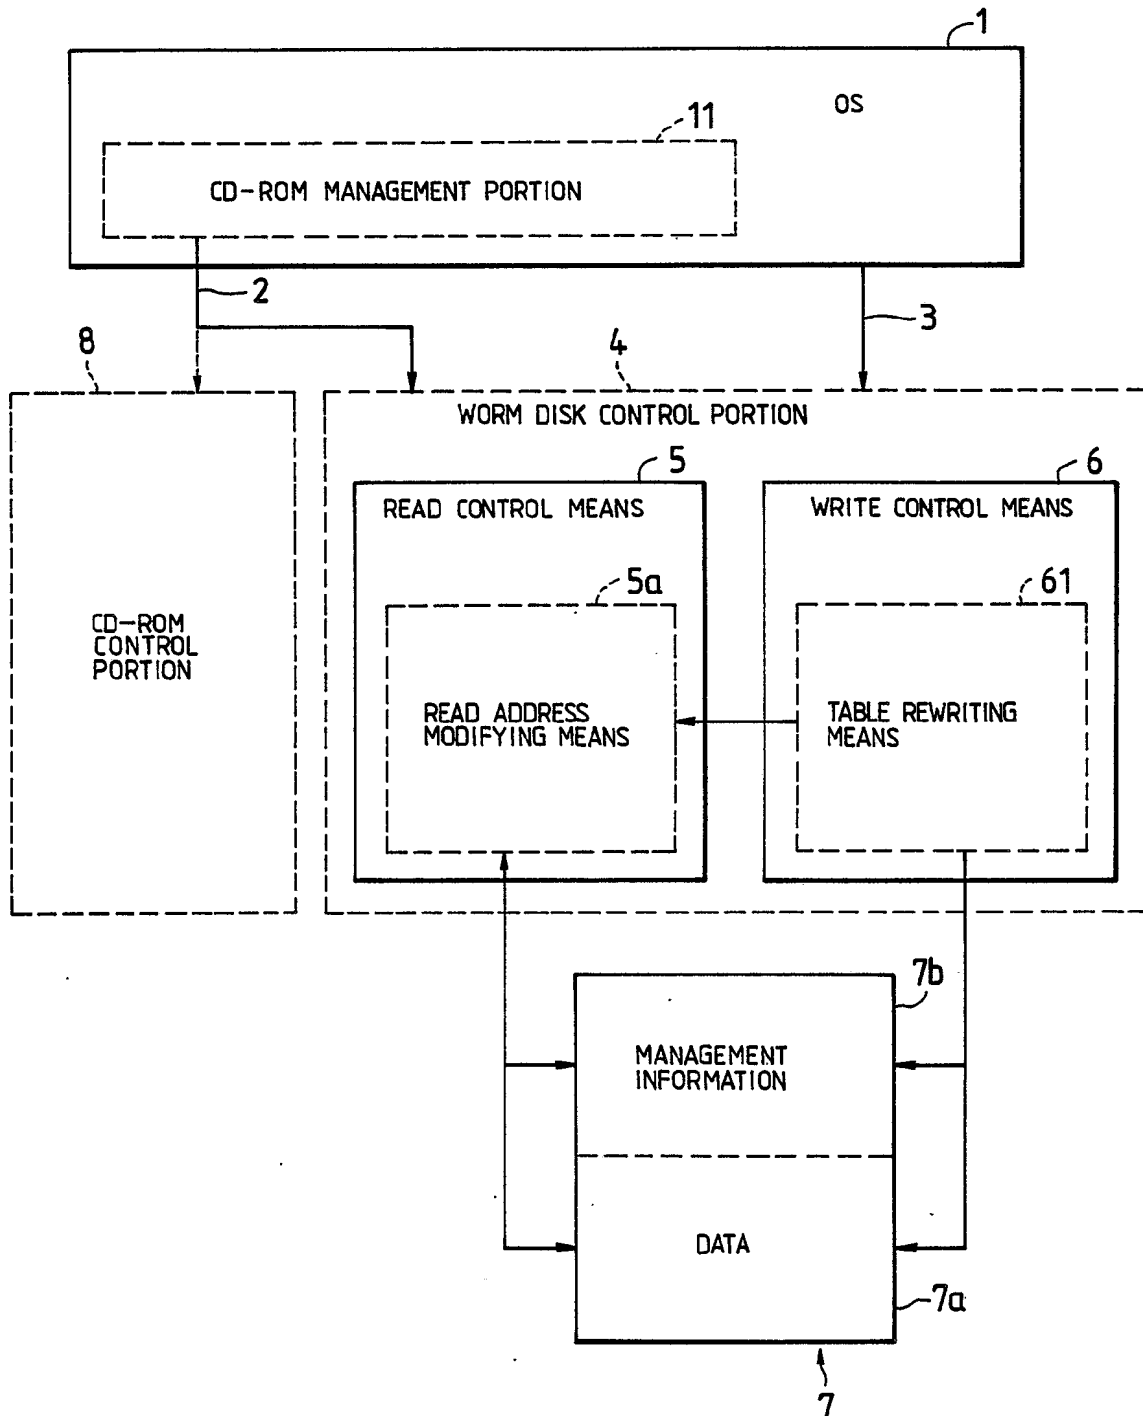 1
OS
11
CD-ROM MANAGEMENT PORTION
2
3
8
4
WORM DISK CONTROL PORTION
5
6
READ CONTROL MEANS
WRITE CONTROL MEANS
5a
61
CD-ROM
CONTROL
PORTION
READ ADDRESS
MODIFYING MEANS
TABLE REWRITING
MEANS
7b
MANAGEMENT
INFORMATION
DATA
7a
7